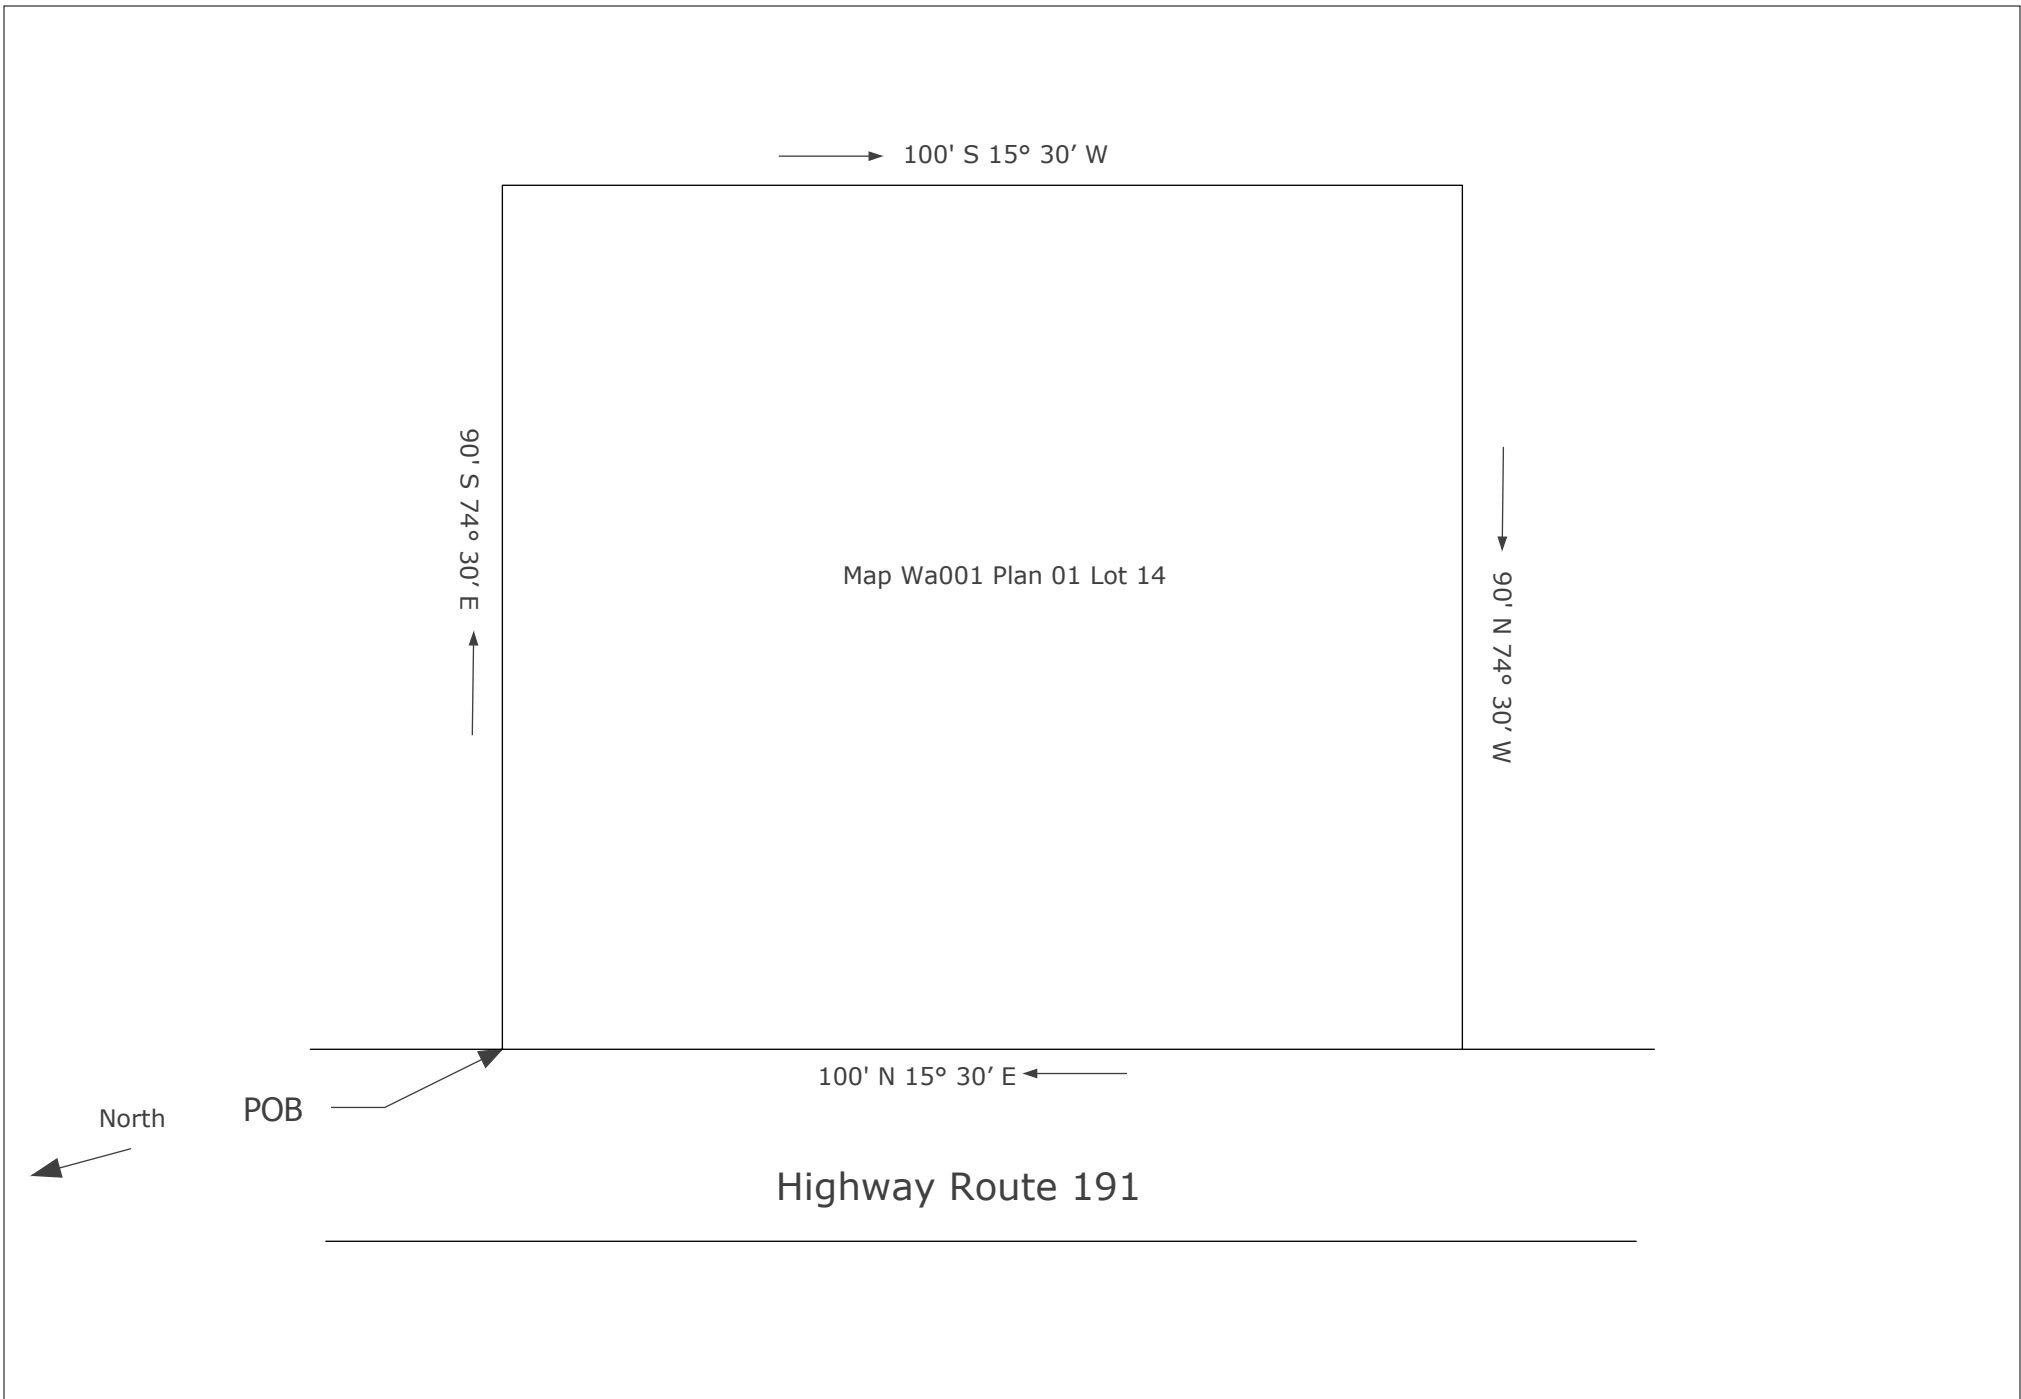 100' S 15° 30’ W
90' S 74° 30’ E
Map Wa001 Plan 01 Lot 14
90' N 74° 30’ W
100' N 15° 30’ E
POB
North
Highway Route 191